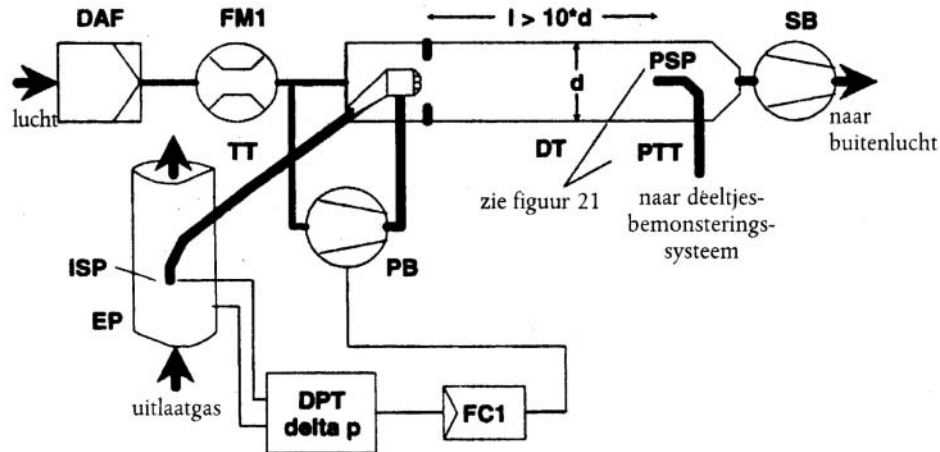 DAF
FM1
l > 10*d
SB
lucht
d
PSP
naar
buitenlucht
TT
DT
PTT
zie figuur 21
naar deeltjes-
bemonsterings-
systeem
ISP
PB
EP
uitlaatgas
DPT
delta p
FC1